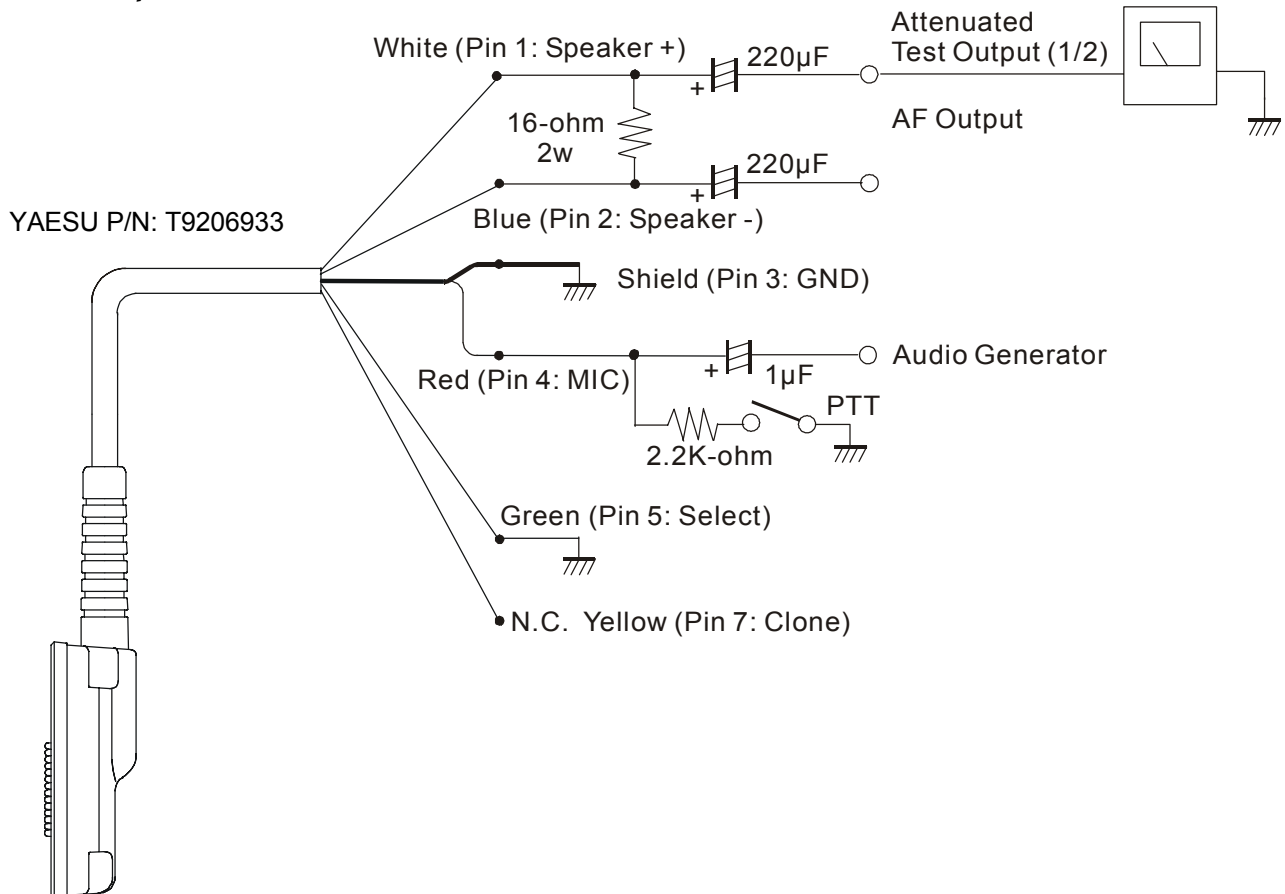 White (Pin 1: Speaker +)
220µF
Attenuated
Test Output (1/2)
+
16-ohm
2w
AF Output
220µF
+
Blue (Pin 2: Speaker -)
YAESU P/N: T9206933
Shield (Pin 3: GND)
Audio Generator
Red (Pin 4: MIC)
+
1µF
PTT
2.2K-ohm
Green (Pin 5: Select)
N.C. Yellow (Pin 7: Clone)